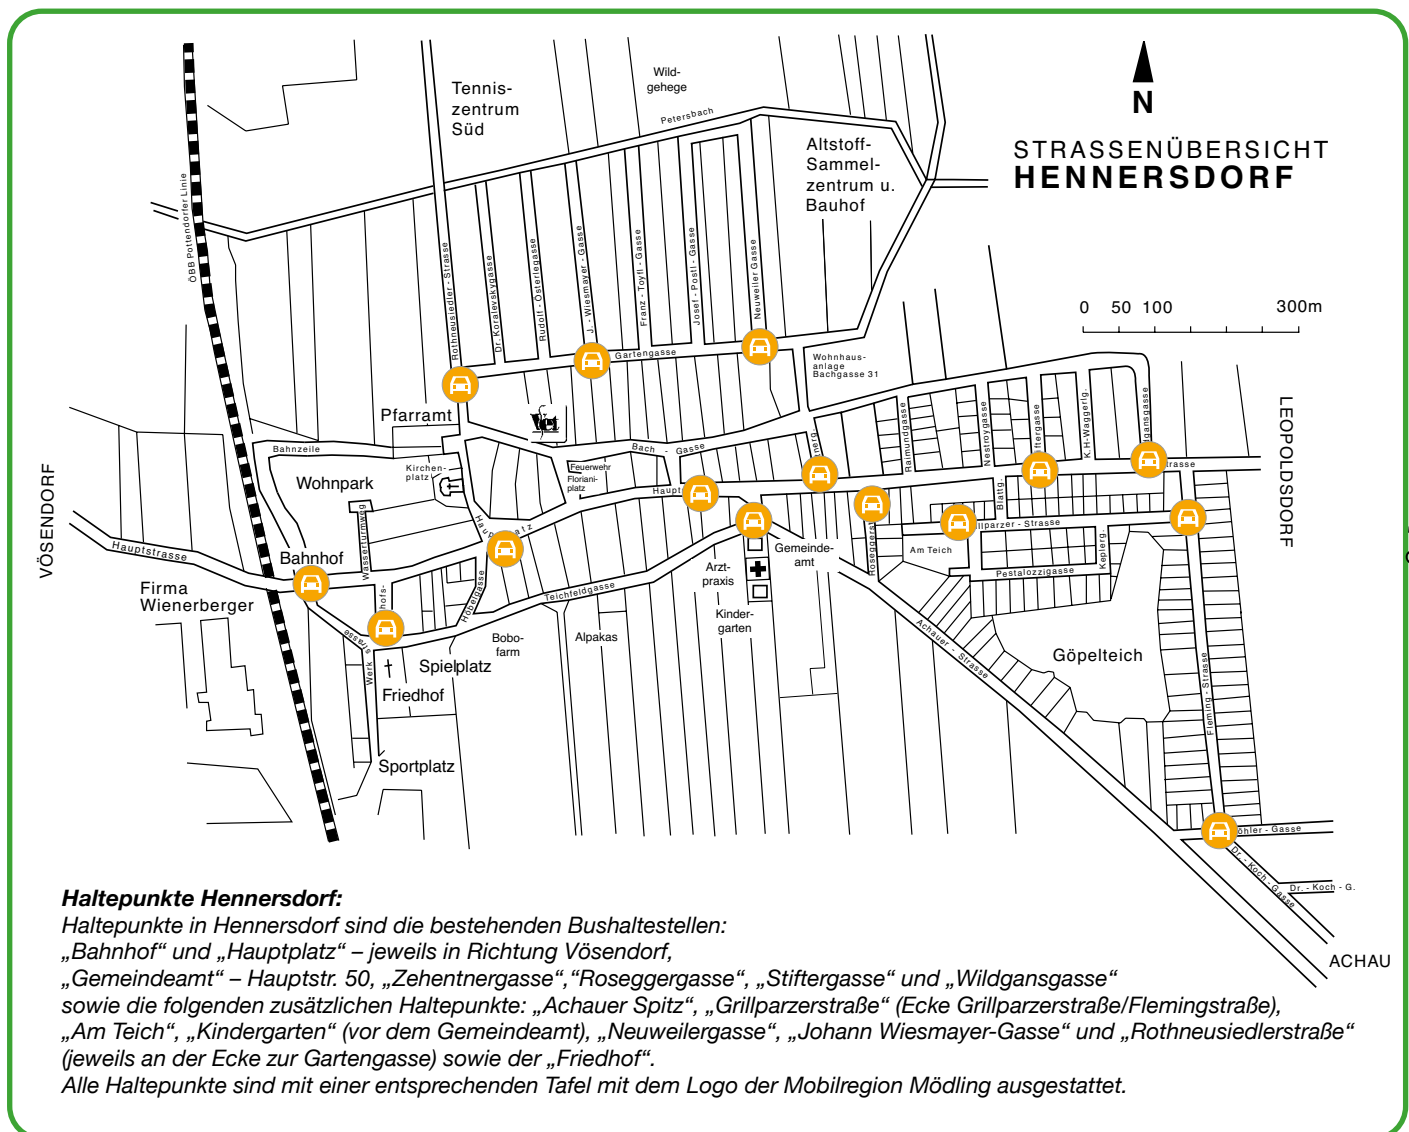 Tennis-
zentrum
Süd
Wild-
gehege
Petersbach
Altstoff-
Sammel-
zentrum u.
Bauhof
N
STRASSENÜBERSICHT
HENNERSDORF
0 50 100 300m
ÖBB Pottendorfer Linie
Rothneusiedler-Strasse
Dr. Koralevskygasse
Rudolf-Österlegasse
J.-Wiesmayer-Gasse
Franz-Toyfl-Gasse
Josef-Postl-Gasse
Neuweiler Gasse
Gartengasse
Wohnhaus-
anlage
Bachgasse 31
Pfarramt
Bahnzeile
Wohnpark
Kirchen-
platz
Feuerwehr
Floriani-
platz
Bach - Gasse
Raimundgasse
Nestroygasse
K.H-Waggerlg.
LEOPOLDSDORF
VÖSENDORF
Hauptstrasse
Bahnhof
Wasserturmweg
Firma
Wienerberger
Teichfeldgasse
Arzt-
praxis
Gemeinde-
amt
Kinder-
garten
Am Teich
Blattg.
llparzer-Strasse
Keplerg.
Pestalozzigasse
Göpelteich
Achauer - Strasse
Fleming-Strasse
Hobelgasse
Bobo-
farm
Alpakas
Spielplatz
Friedhof
Werk strasse
Sportplatz
öhler-Gasse
Dr.-Koch-Gasse
Dr.-Koch-G.
ACHAU
Haltepunkte Hennersdorf:
Haltepunkte in Hennersdorf sind die bestehenden Bushaltestellen:
„Bahnhof“ und „Hauptplatz“ – jeweils in Richtung Vösendorf,
„Gemeindeamt“ – Hauptstr. 50, „Zehentnergasse“,“Roseggergasse“, „Stiftergasse“ und „Wildgansgasse“
sowie die folgenden zusätzlichen Haltepunkte: „Achauer Spitz“, „Grillparzerstraße“ (Ecke Grillparzerstraße/Flemingstraße),
„Am Teich“, „Kindergarten“ (vor dem Gemeindeamt), „Neuweilergasse“, „Johann Wiesmayer-Gasse“ und „Rothneusiedlerstraße“
(jeweils an der Ecke zur Gartengasse) sowie der „Friedhof“.
Alle Haltepunkte sind mit einer entsprechenden Tafel mit dem Logo der Mobilregion Mödling ausgestattet.